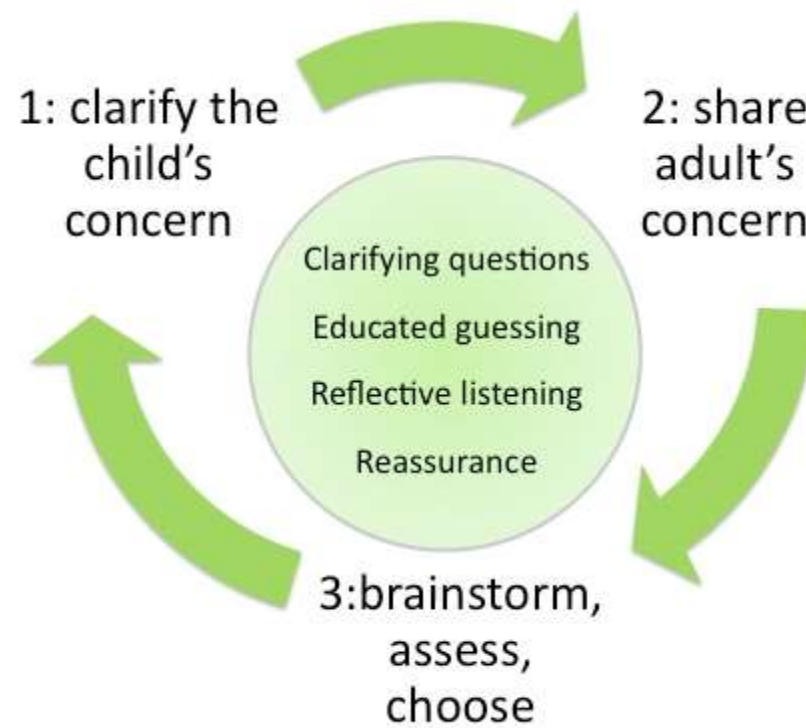 1: clarify the
child's
concern
2: share
adult's
concern
Clarifying questions
Educated guessing
Reflective listening
Reassurance
3:brainstorm,
assess,
choose